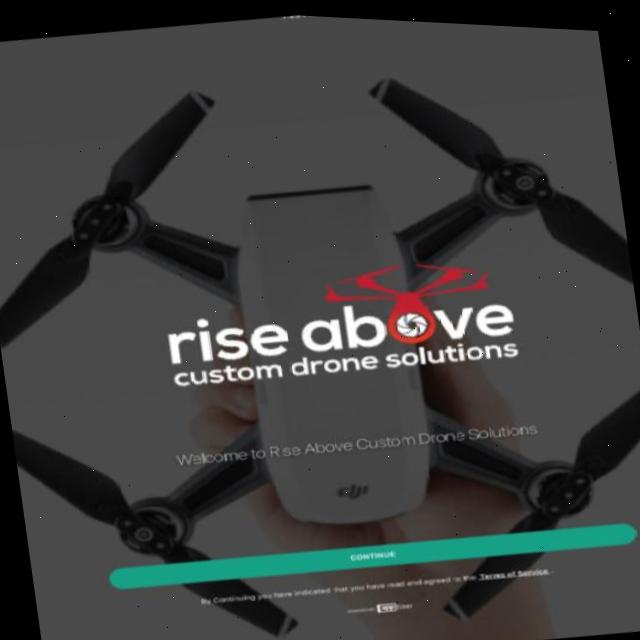 rise above
custom drone solutions
Welcome to Rise Above Custom Drone Solutions
dji
CONTINUE
By Continuing you have indicated that you have read and agreed to the Terms of Service.